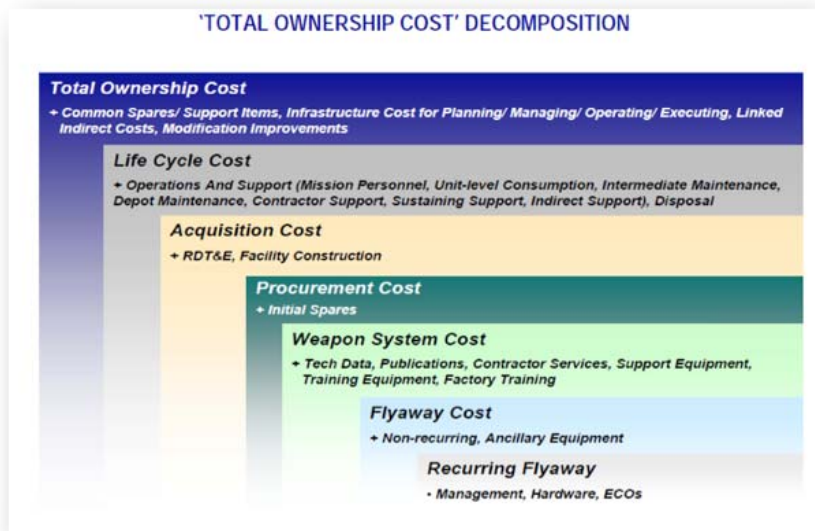 'TOTAL OWNERSHIP COST' DECOMPOSITION
Total Ownership Cost
+ Common Spares/ Support Items, Infrastructure Cost for Planning/ Managing/ Operating/ Executing, Linked
Indirect Costs, Modification Improvements
Life Cycle Cost
+ Operations And Support (Mission Personnel, Unit-level Consumption, Intermediate Maintenance,
Depot Maintenance, Contractor Support, Sustaining Support, Indirect Support), Disposal
Acquisition Cost
+ RDT&E, Facility Construction
Procurement Cost
+ Initial Spares
Weapon System Cost
+ Tech Data, Publications, Contractor Services, Support Equipment,
Training Equipment, Factory Training
Flyaway Cost
+ Non-recurring, Ancillary Equipment
Recurring Flyaway
• Management, Hardware, ECOs